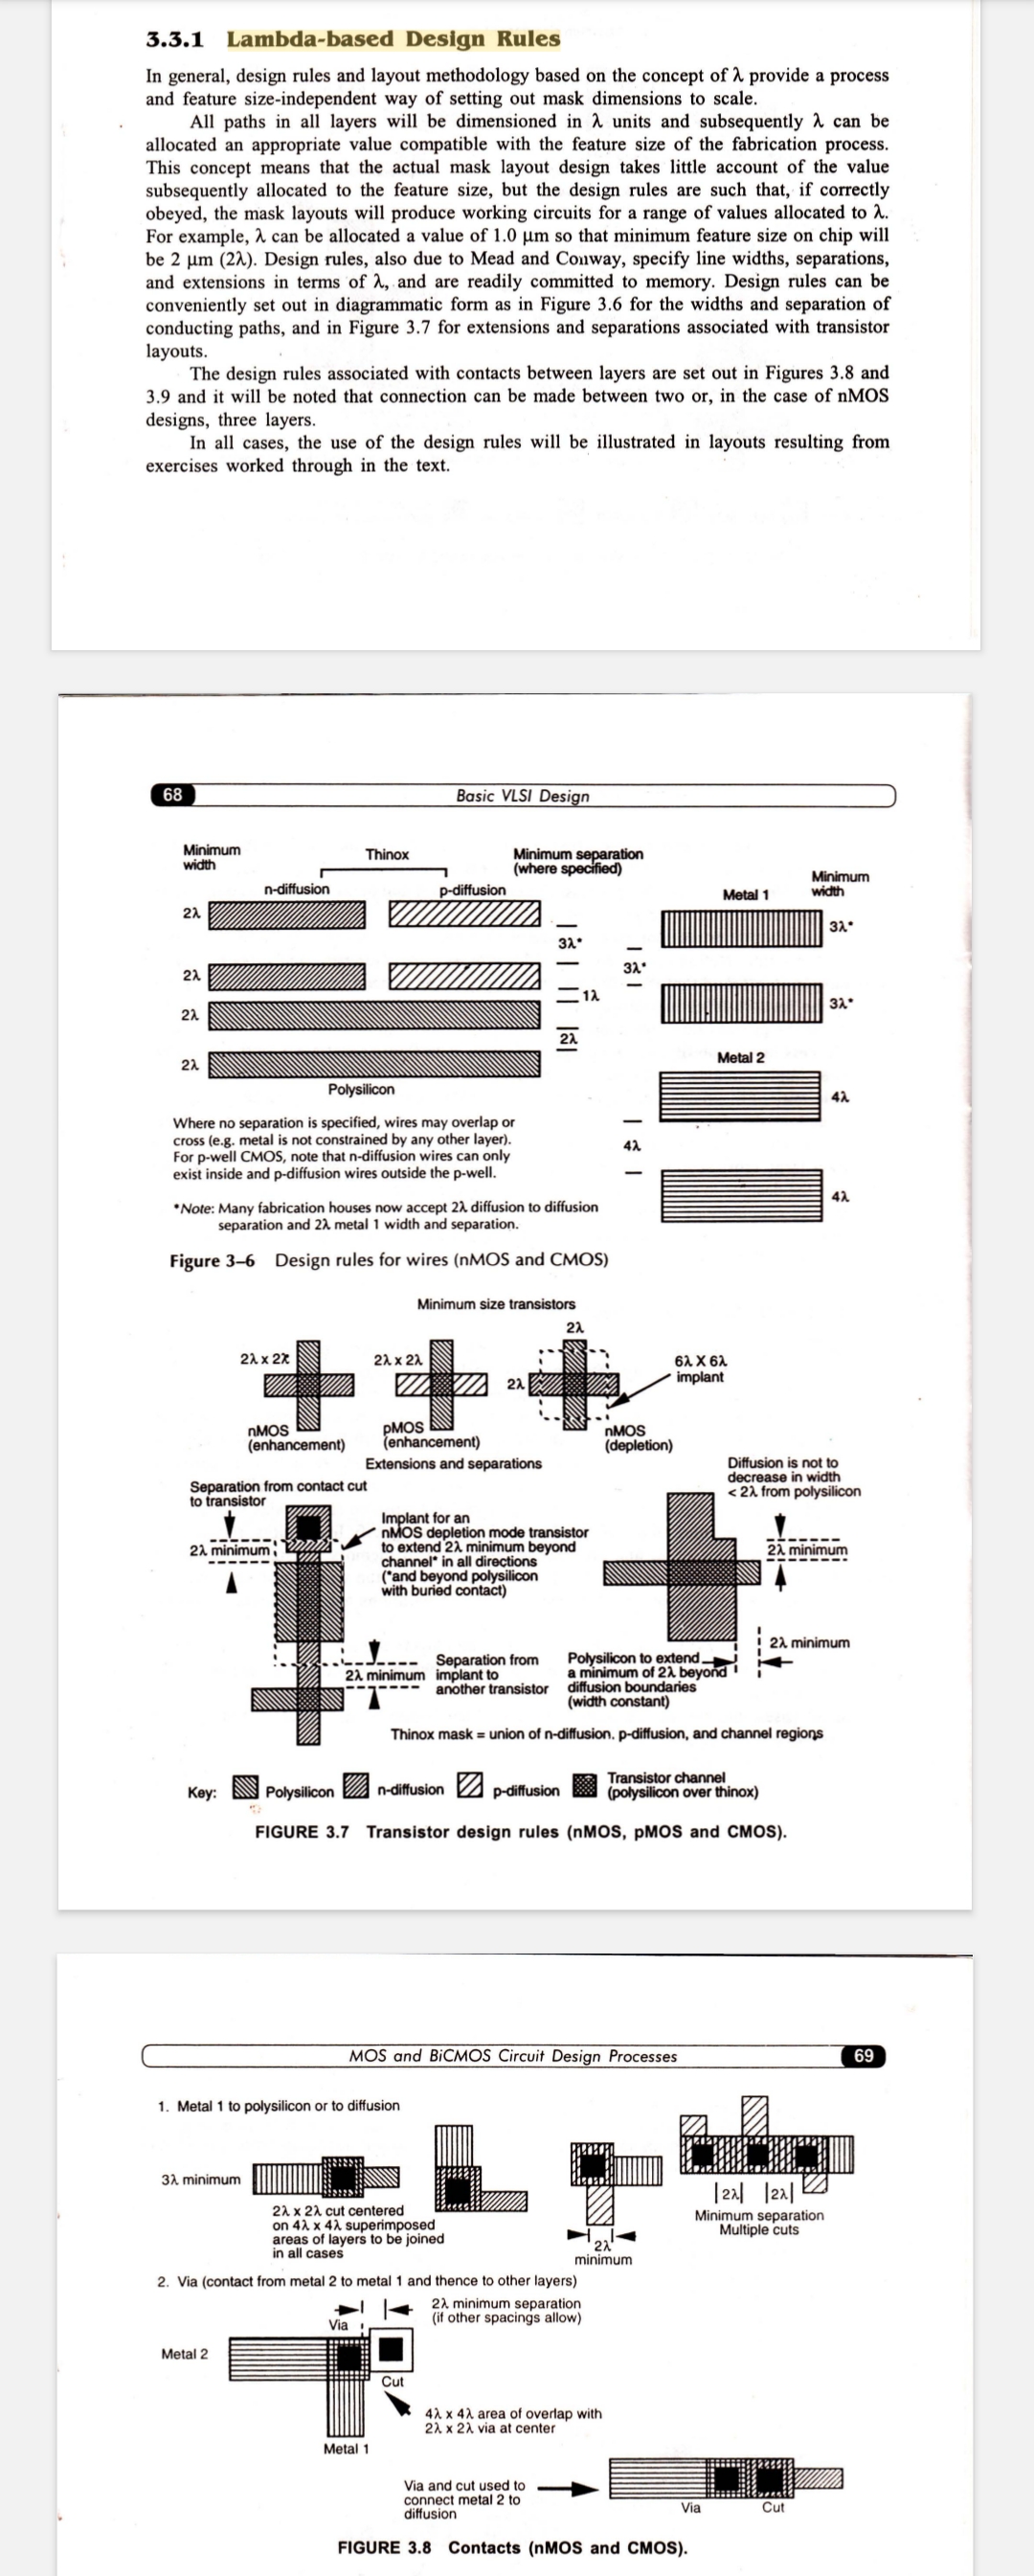 3.3.1 Lambda-based Design Rules
In general, design rules and layout methodology based on the concept of λ provide a process
and feature size-independent way of setting out mask dimensions to scale.
All paths in all layers will be dimensioned in λ units and subsequently λ can be
allocated an appropriate value compatible with the feature size of the fabrication process.
This concept means that the actual mask layout design takes little account of the value
subsequently allocated to the feature size, but the design rules are such that, if correctly
obeyed, the mask layouts will produce working circuits for a range of values allocated to λ.
For example, λ can be allocated a value of 1.0 μm so that minimum feature size on chip will
be 2 μm (2λ). Design rules, also due to Mead and Conway, specify line widths, separations,
and extensions in terms of λ, and are readily committed to memory. Design rules can be
conveniently set out in diagrammatic form as in Figure 3.6 for the widths and separation of
conducting paths, and in Figure 3.7 for extensions and separations associated with transistor
layouts.
The design rules associated with contacts between layers are set out in Figures 3.8 and
3.9 and it will be noted that connection can be made between two or, in the case of nMOS
designs, three layers.
In all cases, the use of the design rules will be illustrated in layouts resulting from
exercises worked through in the text.
68 Basic VLSI Design
Minimum
width
Thinox
Minimum separation
(where specified)
n-diffusion
p-diffusion
Metal 1
Minimum
width
2λ
3λ*
3λ*
3λ*
2λ
1λ
3λ*
2λ
2λ
2λ
Metal 2
Polysilicon
4λ
Where no separation is specified, wires may overlap or
cross (e.g. metal is not constrained by any other layer).
For p-well CMOS, note that n-diffusion wires can only
exist inside and p-diffusion wires outside the p-well.
4λ
4λ
*Note: Many fabrication houses now accept 2λ diffusion to diffusion
separation and 2λ metal 1 width and separation.
Figure 3–6 Design rules for wires (nMOS and CMOS)
Minimum size transistors
2λ
2λ x 2λ
2λ x 2λ
2λ
6λ X 6λ
implant
nMOS
(enhancement)
pMOS
(enhancement)
nMOS
(depletion)
Extensions and separations
Diffusion is not to
decrease in width
< 2λ from polysilicon
Separation from contact cut
to transistor
2λ minimum
Implant for an
nMOS depletion mode transistor
to extend 2λ minimum beyond
channel* in all directions
(*and beyond polysilicon
with buried contact)
2λ minimum
2λ minimum
2λ minimum
Separation from
implant to
another transistor
Polysilicon to extend
a minimum of 2λ beyond
diffusion boundaries
(width constant)
Thinox mask = union of n-diffusion. p-diffusion, and channel regions
Key: Polysilicon n-diffusion p-diffusion Transistor channel
(polysilicon over thinox)
FIGURE 3.7 Transistor design rules (nMOS, pMOS and CMOS).
MOS and BiCMOS Circuit Design Processes 69
1. Metal 1 to polysilicon or to diffusion
3λ minimum
2λ x 2λ cut centered
on 4λ x 4λ superimposed
areas of layers to be joined
in all cases
2λ
minimum
|2λ| |2λ|
Minimum separation
Multiple cuts
2. Via (contact from metal 2 to metal 1 and thence to other layers)
2λ minimum separation
(if other spacings allow)
Via
Metal 2
Cut
4λ x 4λ area of overlap with
2λ x 2λ via at center
Metal 1
Via and cut used to
connect metal 2 to
diffusion
Via
Cut
FIGURE 3.8 Contacts (nMOS and CMOS).